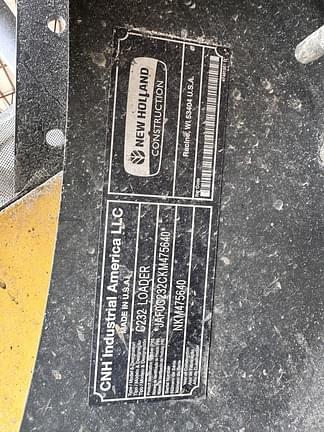 CNH Industrial America LLC
MADE IN U.S.A.
C232 LOADER
*JAF0C232CKM475640*
NKM475640
NEW HOLLAND
CONSTRUCTION
Racine, WI 53404 U.S.A.